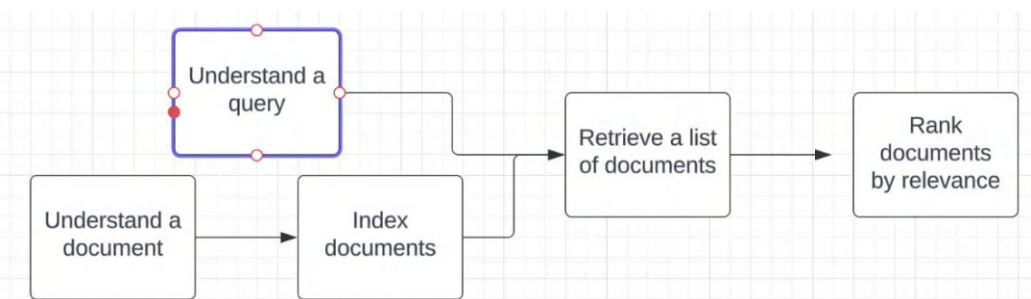 Understand a
query
Understand a
document
Index
documents
Retrieve a list
of documents
Rank
documents
by relevance